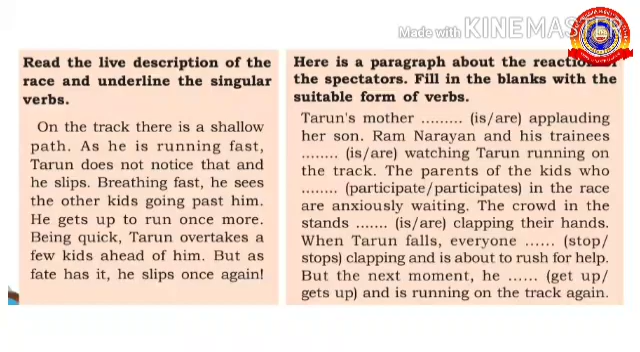 Made with KINEMASTER
Read the live description of the
race and underline the singular
verbs.
On the track there is a shallow
path. As he is running fast,
Tarun does not notice that and
he slips. Breathing fast, he sees
the other kids going past him.
He gets up to run once more.
Being quick, Tarun overtakes a
few kids ahead of him. But as
fate has it, he slips once again!
Here is a paragraph about the
the spectators. Fill in the blanks with the
suitable form of verbs.
Tarun's mother ......... (is/are) applauding
her son. Ram Narayan and his trainees
........ (is/are) watching Tarun running on
the track. The parents of the kids who
........ (participate/participates) in the race
are anxiously waiting. The crowd in the
stands ....... (is/are) clapping their hands.
When Tarun falls, everyone ...... (stop/
stops) clapping and is about to rush for help.
But the next moment, he ...... (get up/
gets up) and is running on the track again.